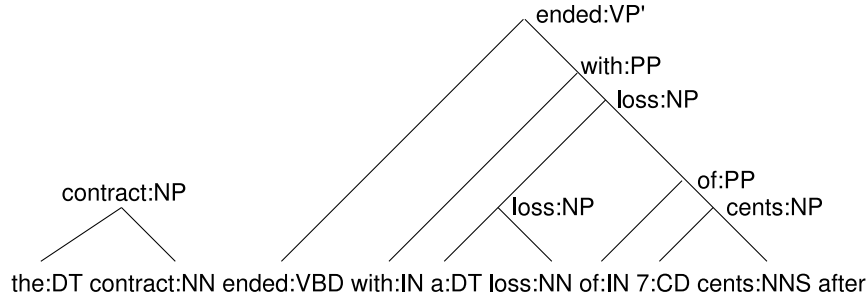 ended:VP'
with:PP
loss:NP
contract:NP
of:PP
loss:NP
cents:NP
the:DT contract:NN ended:VBD with:IN a:DT loss:NN of:IN 7:CD cents:NNS after